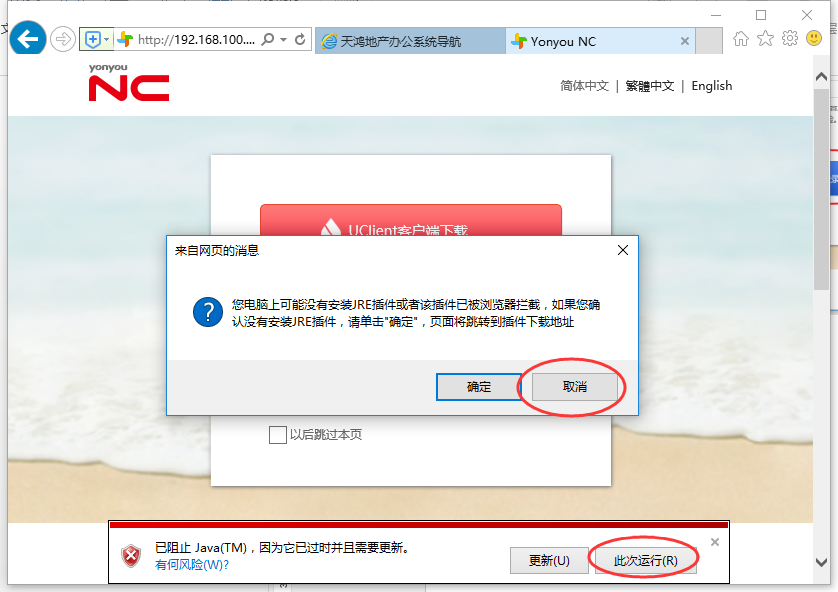 http://192.168.100....
天鸿地产办公系统导航
Yonyou NC
yonyou
NC
简体中文 | 繁體中文 | English
UClient客户端下载
来自网页的消息
您电脑上可能没有安装JRE插件或者该插件已被浏览器拦截，如果您确
认没有安装JRE插件，请单击"确定"，页面将跳转到插件下载地址
确定
取消
以后跳过本页
已阻止 Java(TM)，因为它已过时并且需要更新。
有何风险(W)?
更新(U)
此次运行(R)